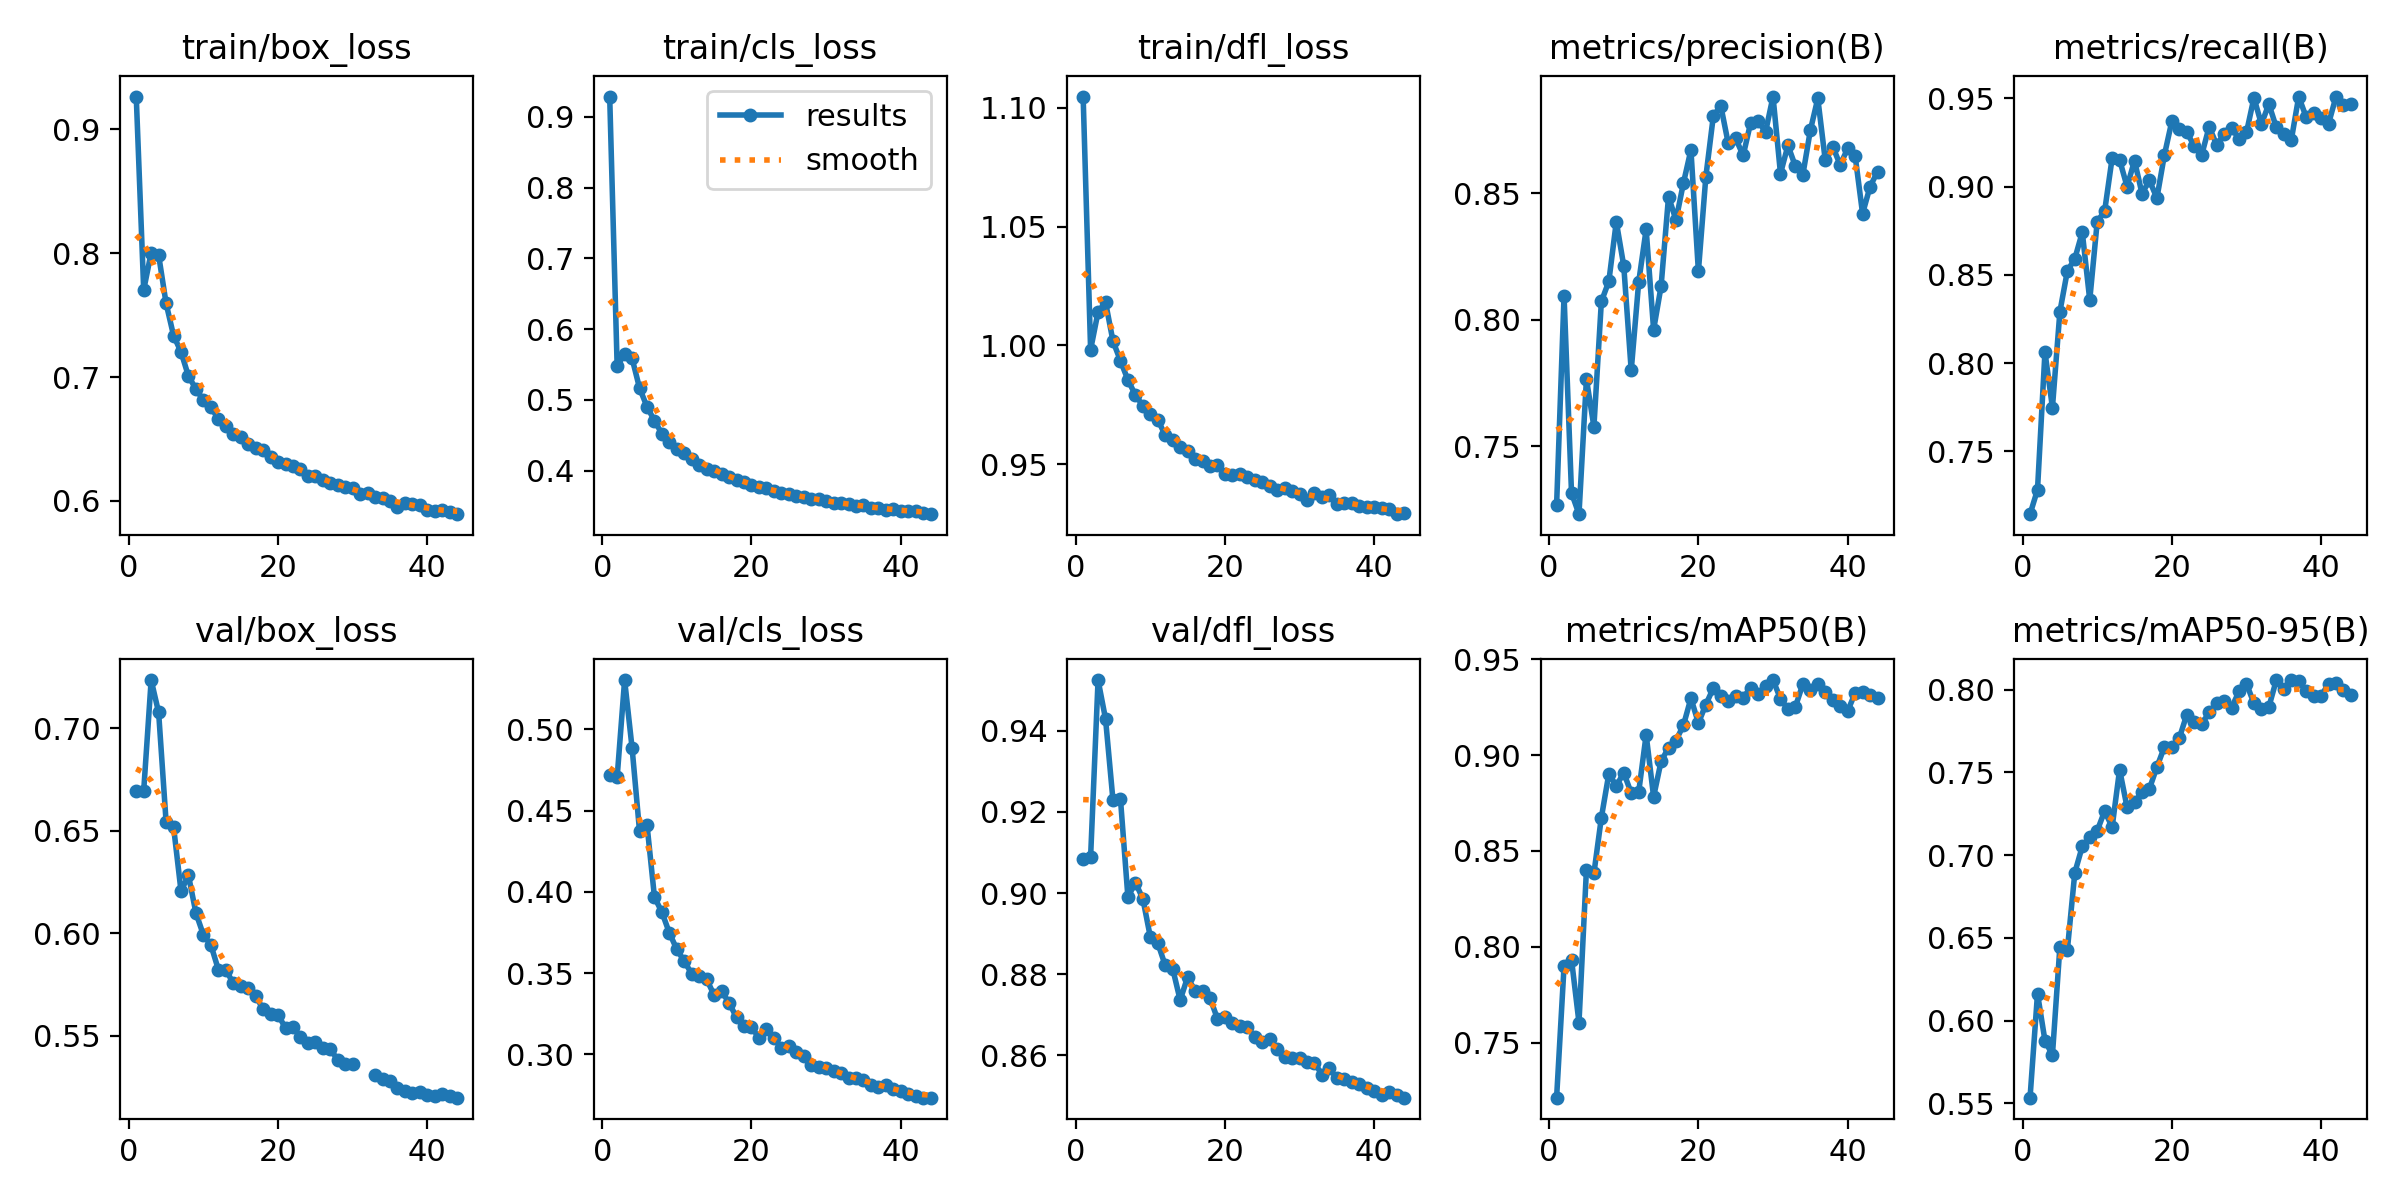 train/box_loss
0.9
0.8
0.7
0.6
0 20 40
train/cls_loss
results
smooth
0.9
0.8
0.7
0.6
0.5
0.4
0 20 40
train/dfl_loss
1.10
1.05
1.00
0.95
0 20 40
metrics/precision(B)
0.85
0.80
0.75
0 20 40
metrics/recall(B)
0.95
0.90
0.85
0.80
0.75
0 20 40
val/box_loss
0.70
0.65
0.60
0.55
0 20 40
val/cls_loss
0.50
0.45
0.40
0.35
0.30
0 20 40
val/dfl_loss
0.94
0.92
0.90
0.88
0.86
0 20 40
metrics/mAP50(B)
0.95
0.90
0.85
0.80
0.75
0 20 40
metrics/mAP50-95(B)
0.80
0.75
0.70
0.65
0.60
0.55
0 20 40